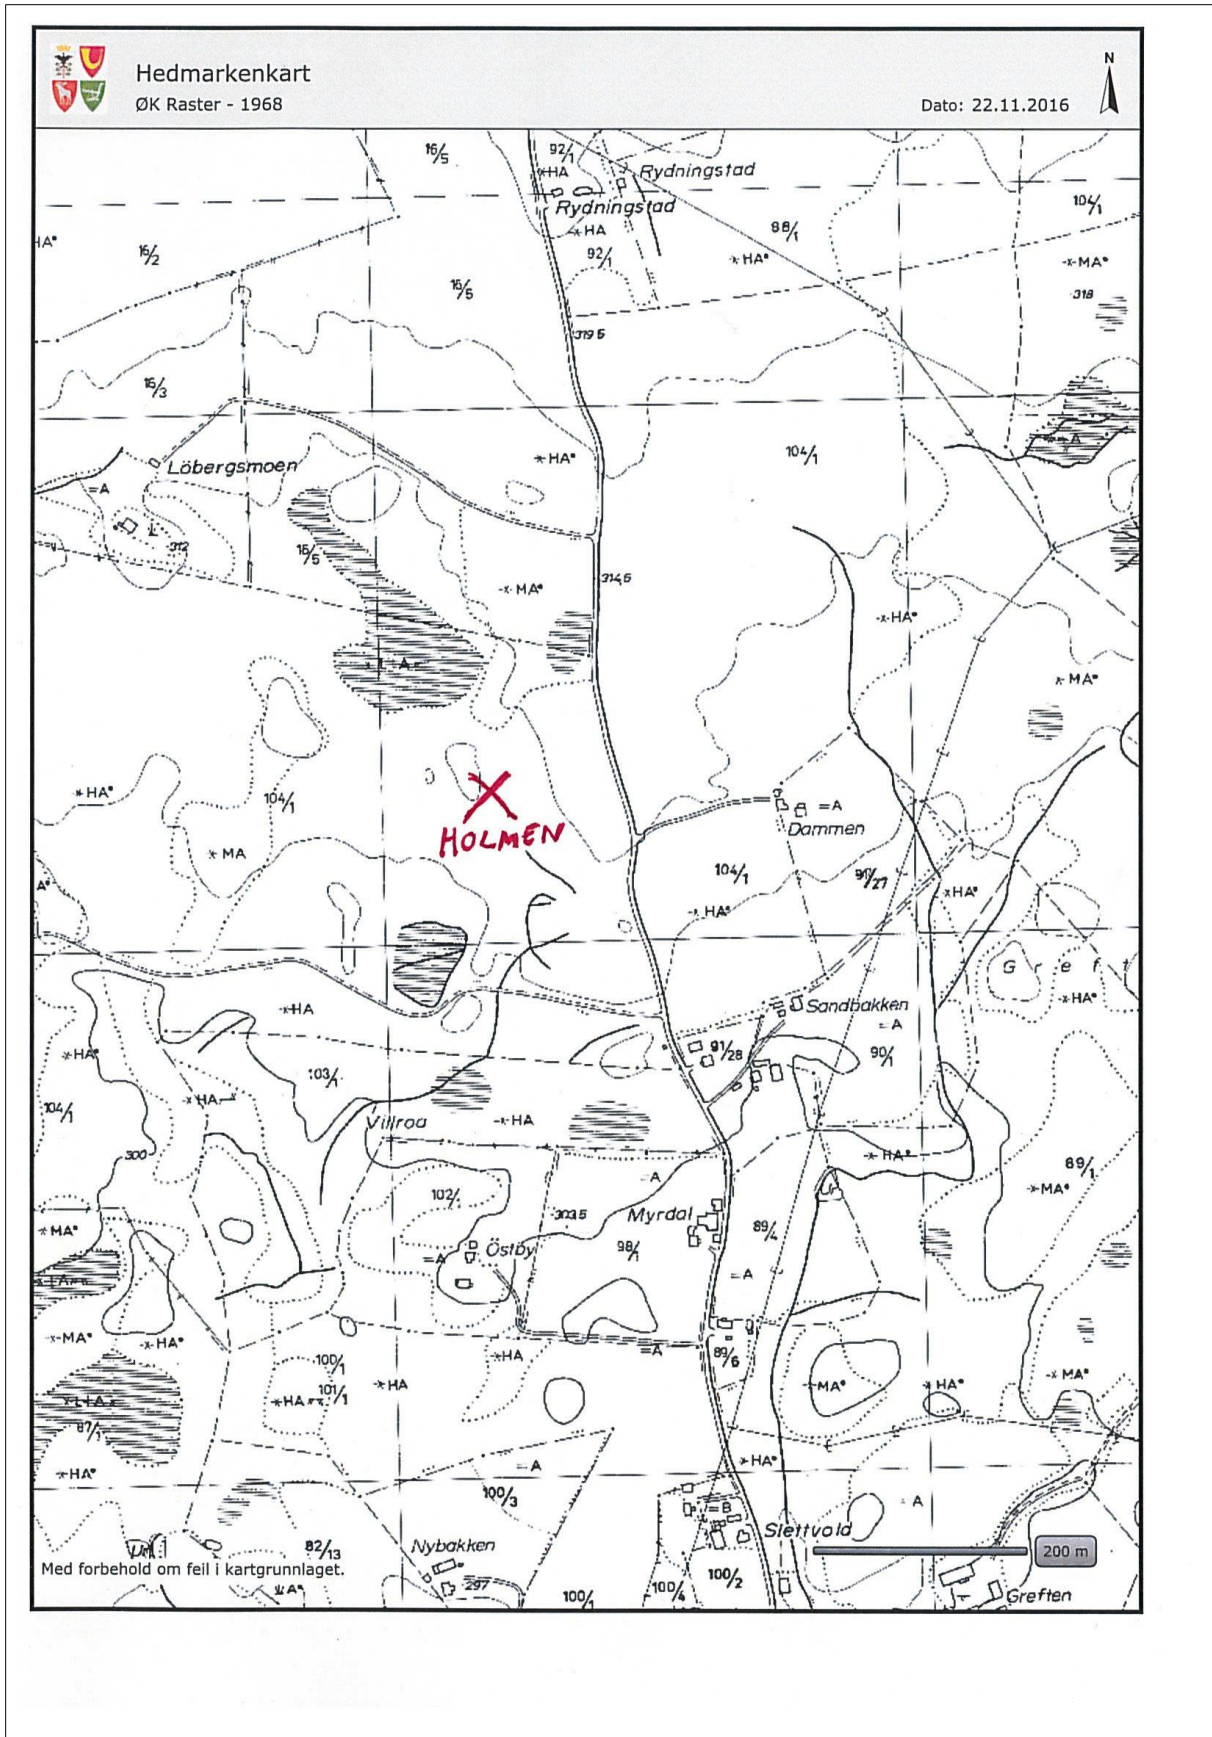 Hedmarkenkart
ØK Raster - 1968
Dato: 22.11.2016
N
16/5
92/1
HA
Rydningstad
Rydningstad
HA
92/1
98/1
104/1
HA
16/2
HA
MA
318
16/5
319 5
16/3
HA
104/1
A
Löbergsmoen
=A
312
16/5
MA
314,5
HA
A
MA
HA
104/1
HOLMEN
=A
Dammen
MA
104/1
91/27
A
HA
HA
Greft
HA
HA
Sandbakken
=A
91/28
90/1
HA
103/1
HA
104/1
Villroa
HA
300
HA
69/1
102/1
A
MA
303,5
Myrdal
89/4
MA
Östby
=A
98/1
=A
MA
HA
HA
=A
89/6
100/1
101/1
HA
HA
MA
HA
MA
87/1
HA
=A
HA
100/3
=B
A
Slettvold
82/13
Nybakken
200 m
Med forbehold om feil i kartgrunnlaget.
297
100/1
100/4
100/2
Greften
A